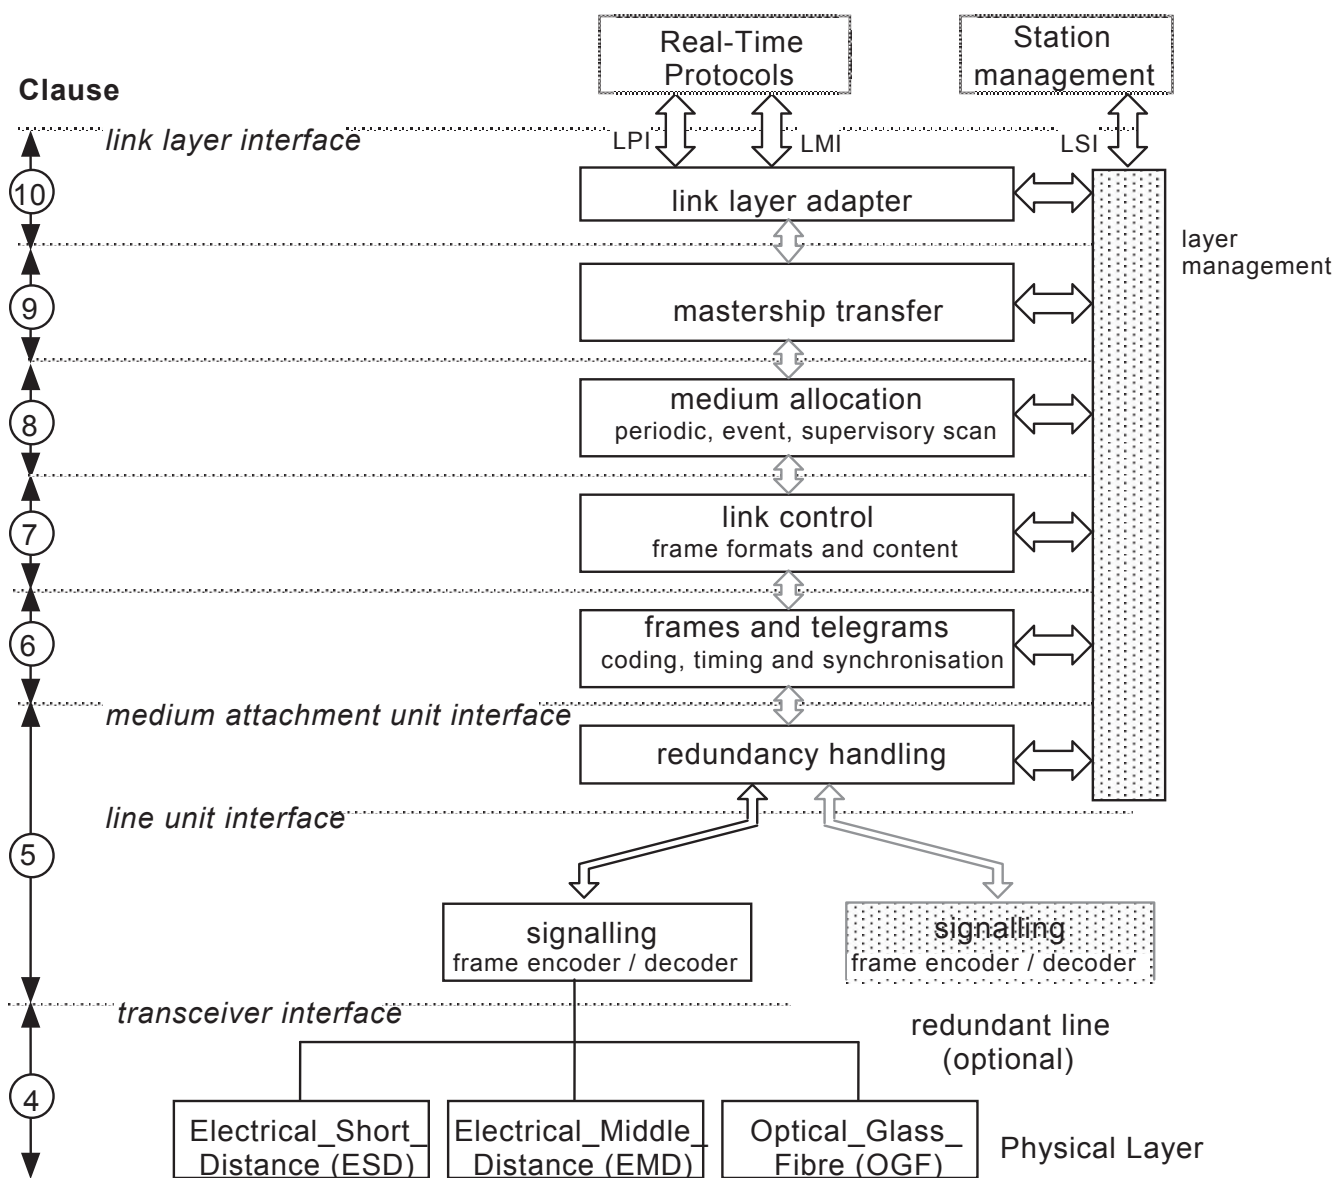 Real-Time
Protocols
Station
management
Clause
link layer interface
LPI
LMI
LSI
10
link layer adapter
layer
management
9
mastership transfer
8
medium allocation
periodic, event, supervisory scan
7
link control
frame formats and content
6
frames and telegrams
coding, timing and synchronisation
medium attachment unit interface
redundancy handling
line unit interface
5
signalling
frame encoder / decoder
signalling
frame encoder / decoder
transceiver interface
redundant line
(optional)
4
Electrical_Short_
Distance (ESD)
Electrical_Middle_
Distance (EMD)
Optical_Glass_
Fibre (OGF)
Physical Layer